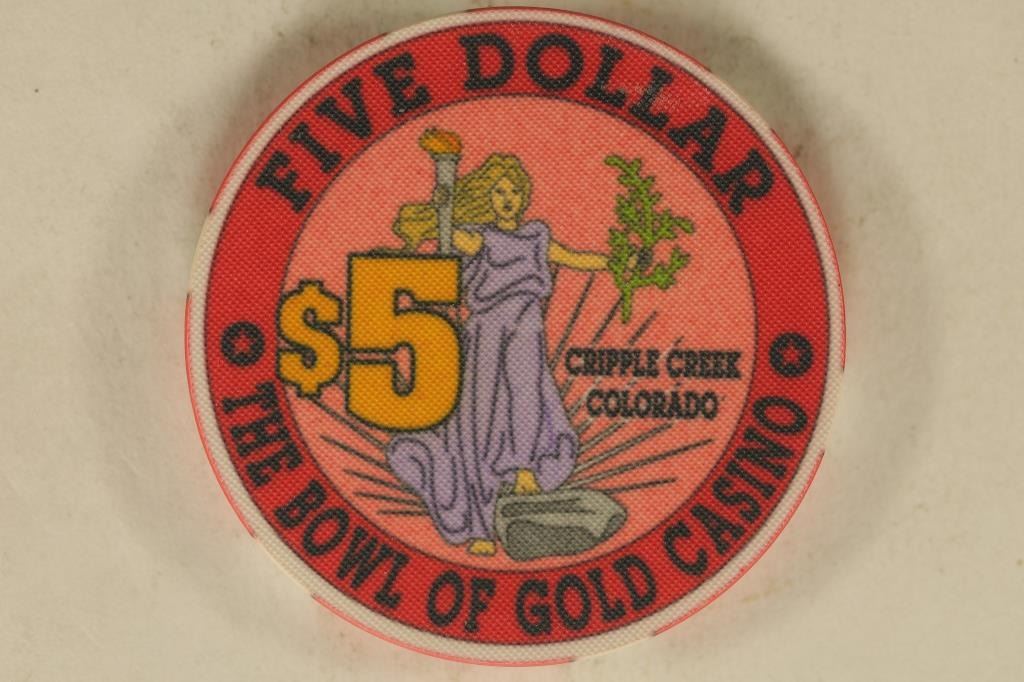 FIVE DOLLAR
$5
CRIPPLE CREEK
COLORADO
THE BOWL OF GOLD CASINO